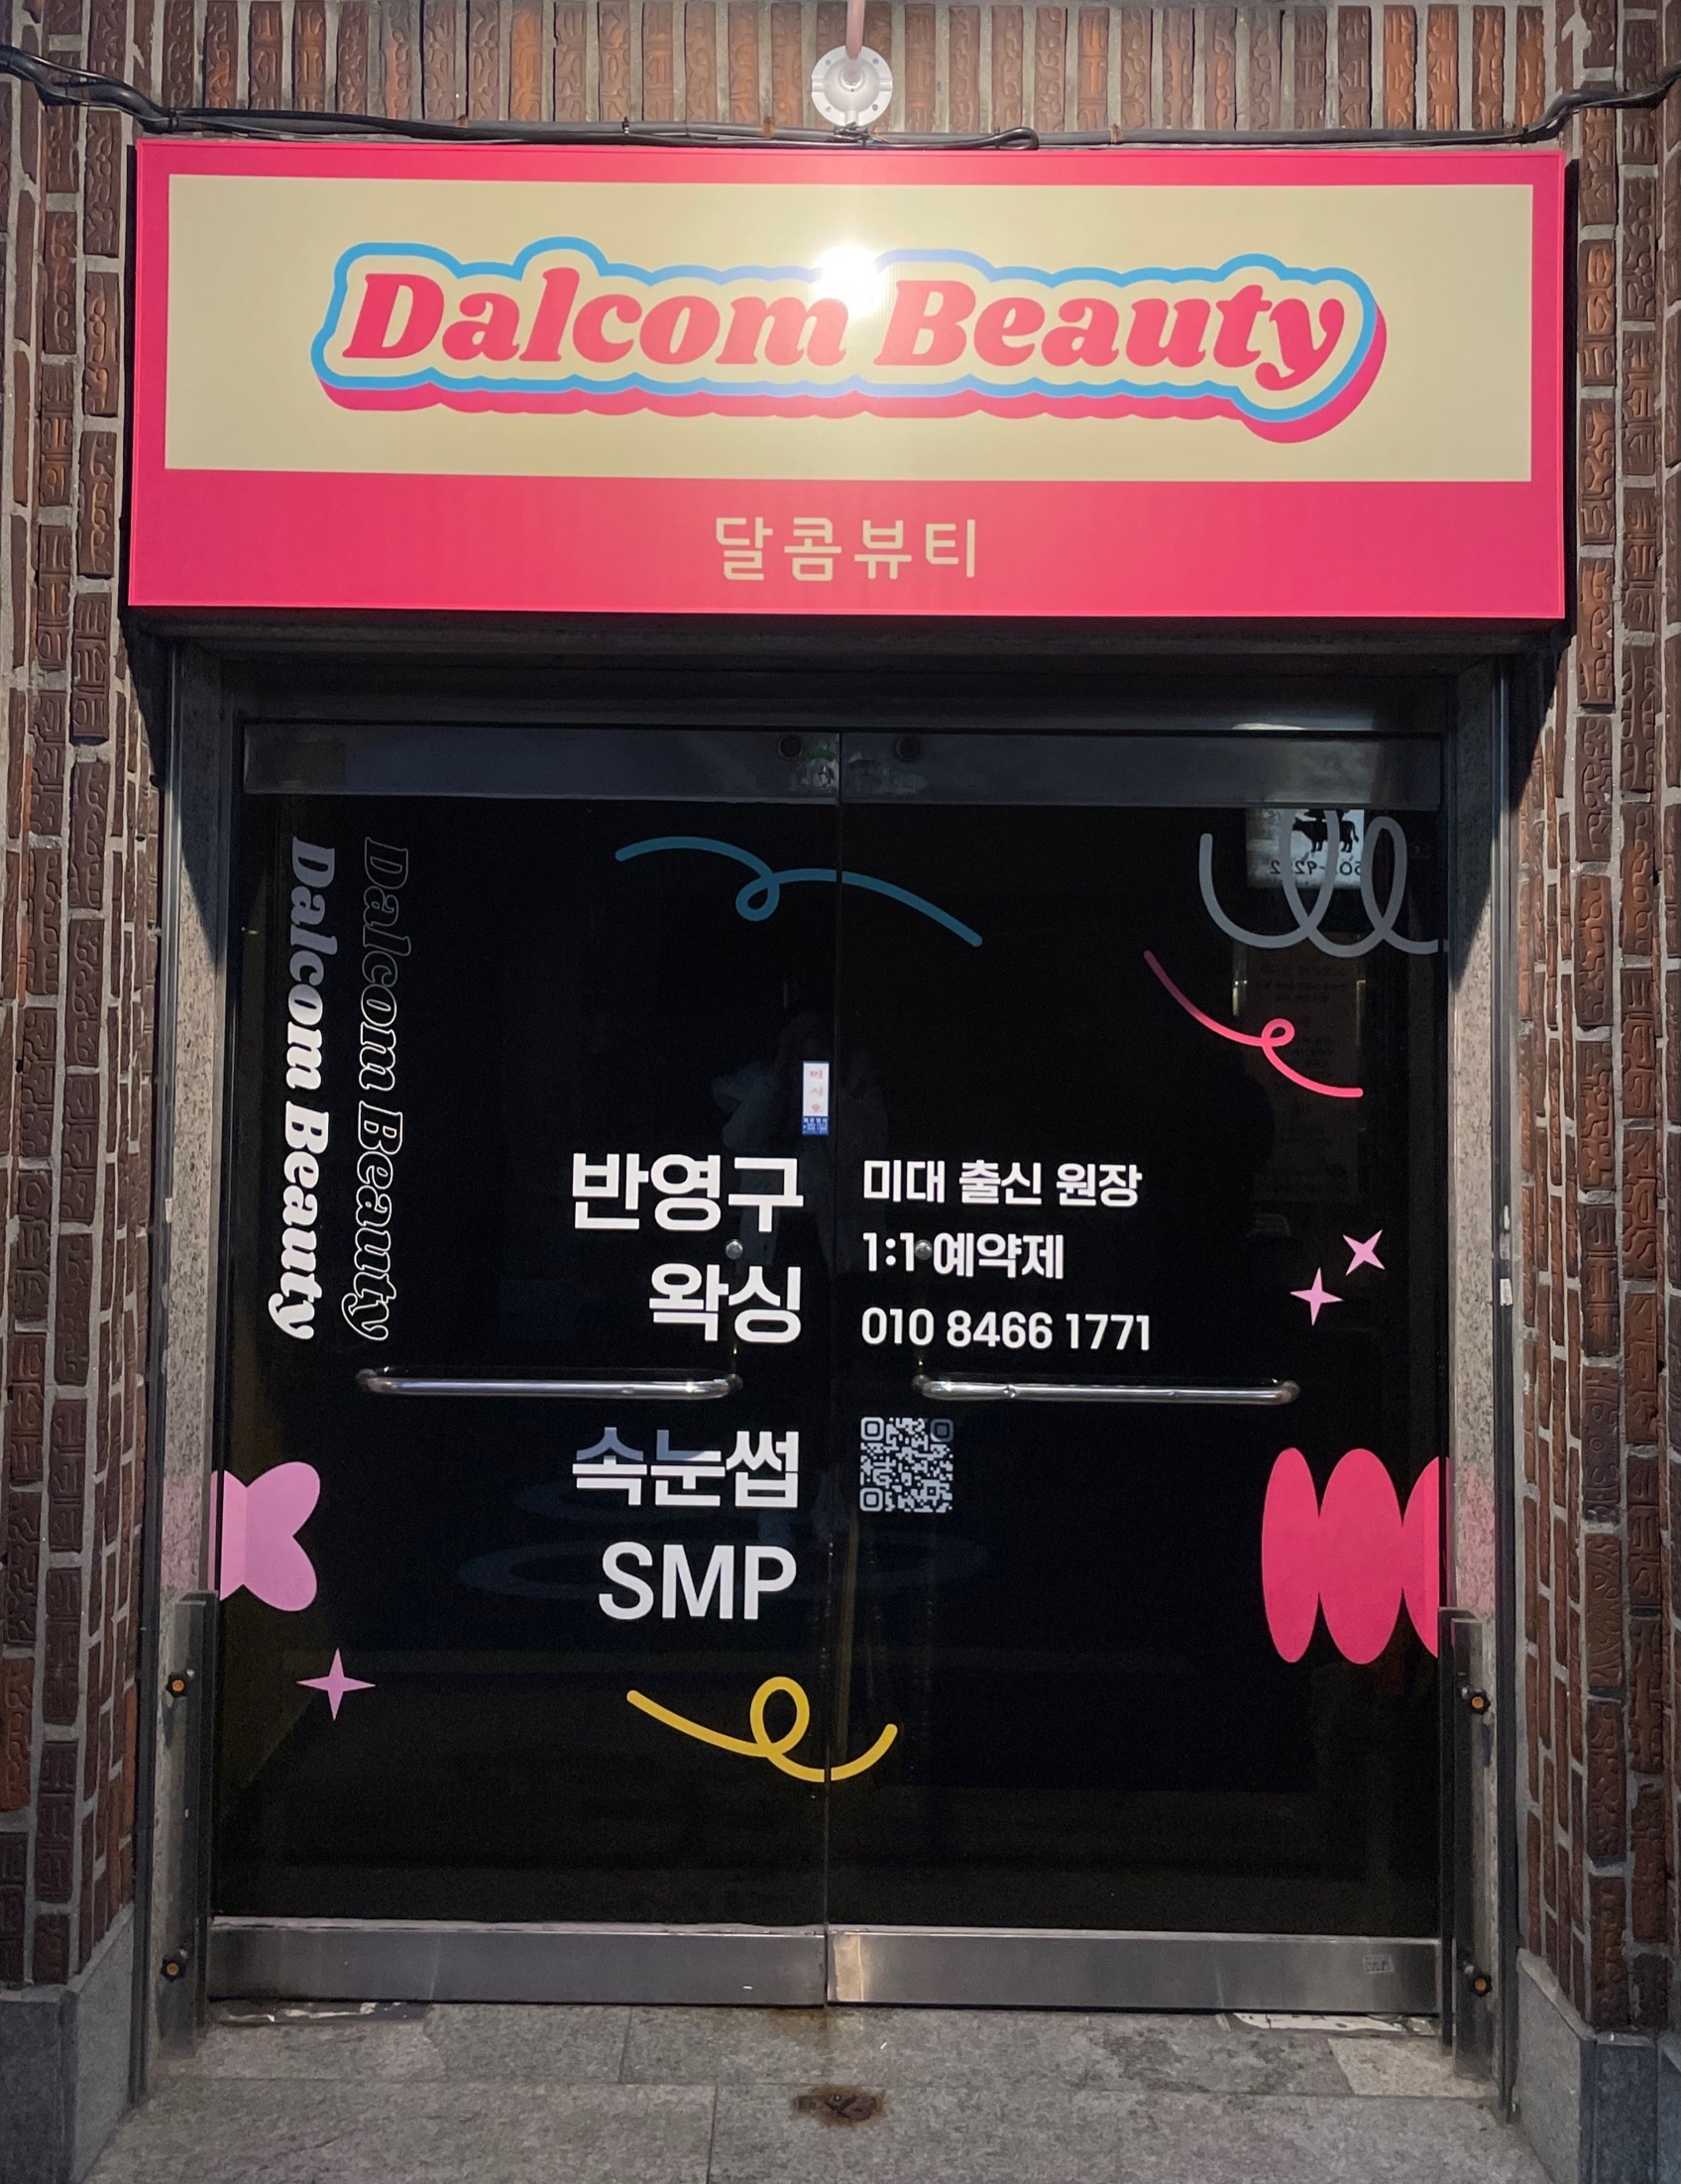 Dalcom Beauty
달콤뷰티
Dalcom Beauty
Dalcom Beauty
반영구
왁싱
속눈썹
SMP
미대 출신 원장
1:1 예약제
010 8466 1771